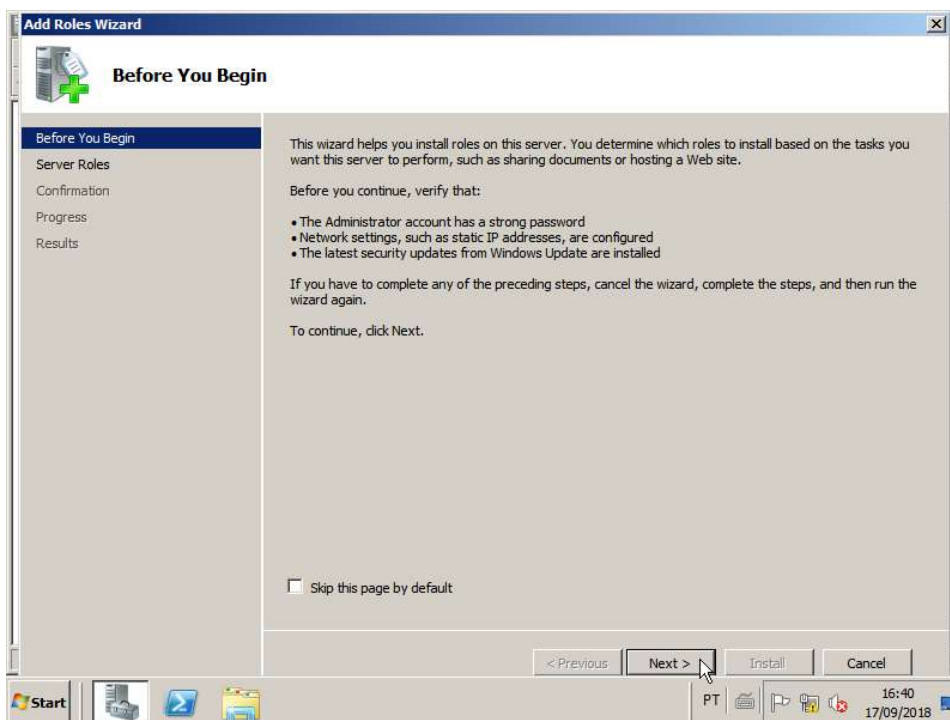 Add Roles Wizard
Before You Begin
Before You Begin
Server Roles
Confirmation
Progress
Results
This wizard helps you install roles on this server. You determine which roles to install based on the tasks you
want this server to perform, such as sharing documents or hosting a Web site.
Before you continue, verify that:
• The Administrator account has a strong password
• Network settings, such as static IP addresses, are configured
• The latest security updates from Windows Update are installed
If you have to complete any of the preceding steps, cancel the wizard, complete the steps, and then run the
wizard again.
To continue, click Next.
Skip this page by default
< Previous
Next >
Install
Cancel
Start
PT
16:40
17/09/2018